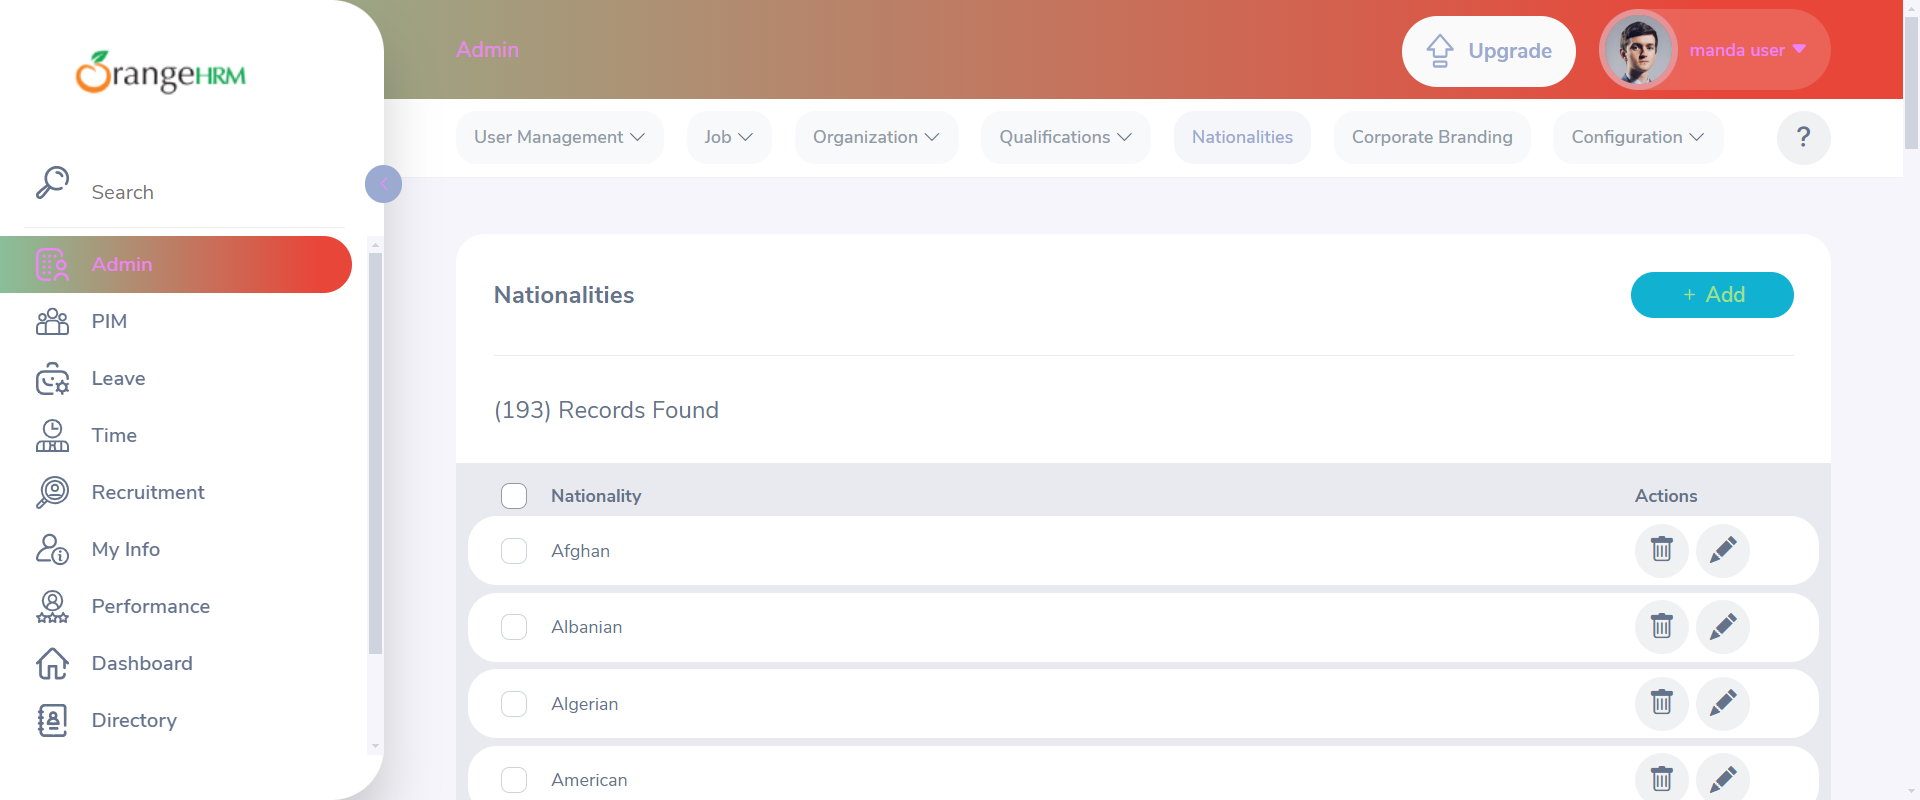 OrangeHRM
Search
Admin
PIM
Leave
Time
Recruitment
My Info
Performance
Dashboard
Directory
Admin
Upgrade
manda user
User Management
Job
Organization
Qualifications
Nationalities
Corporate Branding
Configuration
?
Nationalities
+ Add
(193) Records Found
Nationality Actions
Afghan
Albanian
Algerian
American